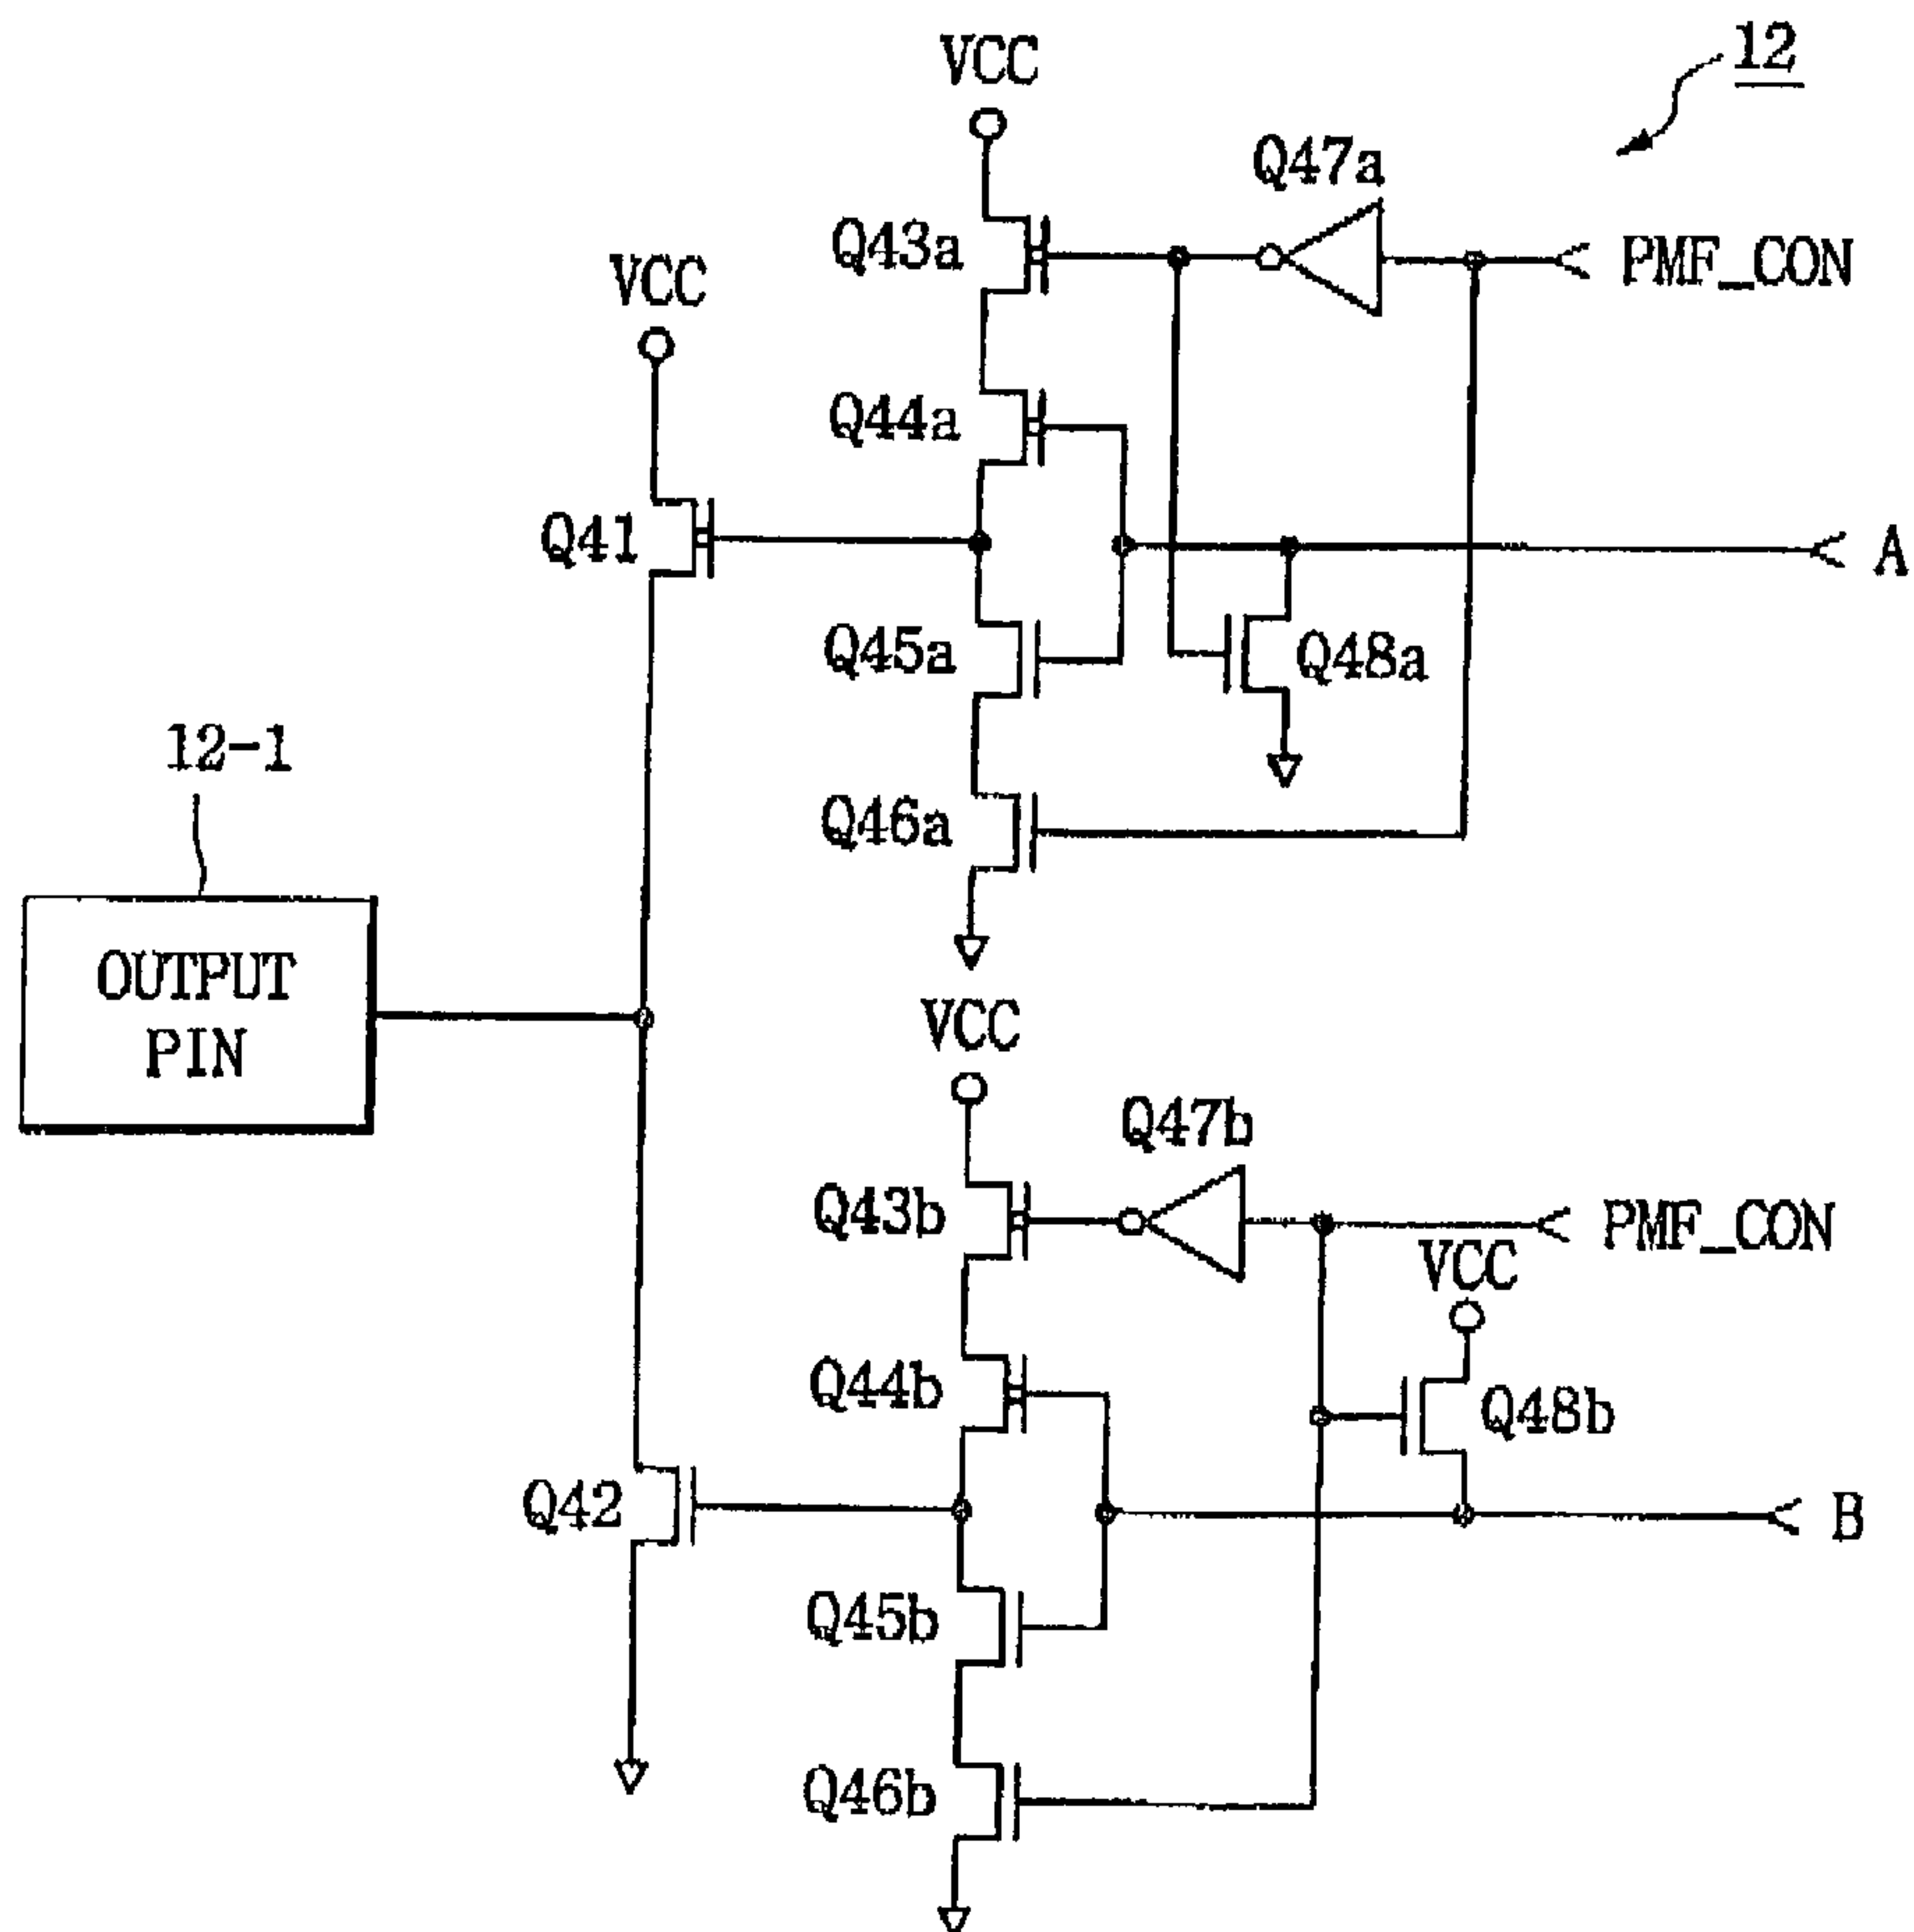 12
VCC
Q47a
Q43a
PMF_CON
VCC
Q44a
Q41
A
Q45a
Q48a
12-1
Q46a
OUTPUT
PIN
VCC
Q47b
Q43b
PMF_CON
VCC
Q44b
Q48b
Q42
B
Q45b
Q46b